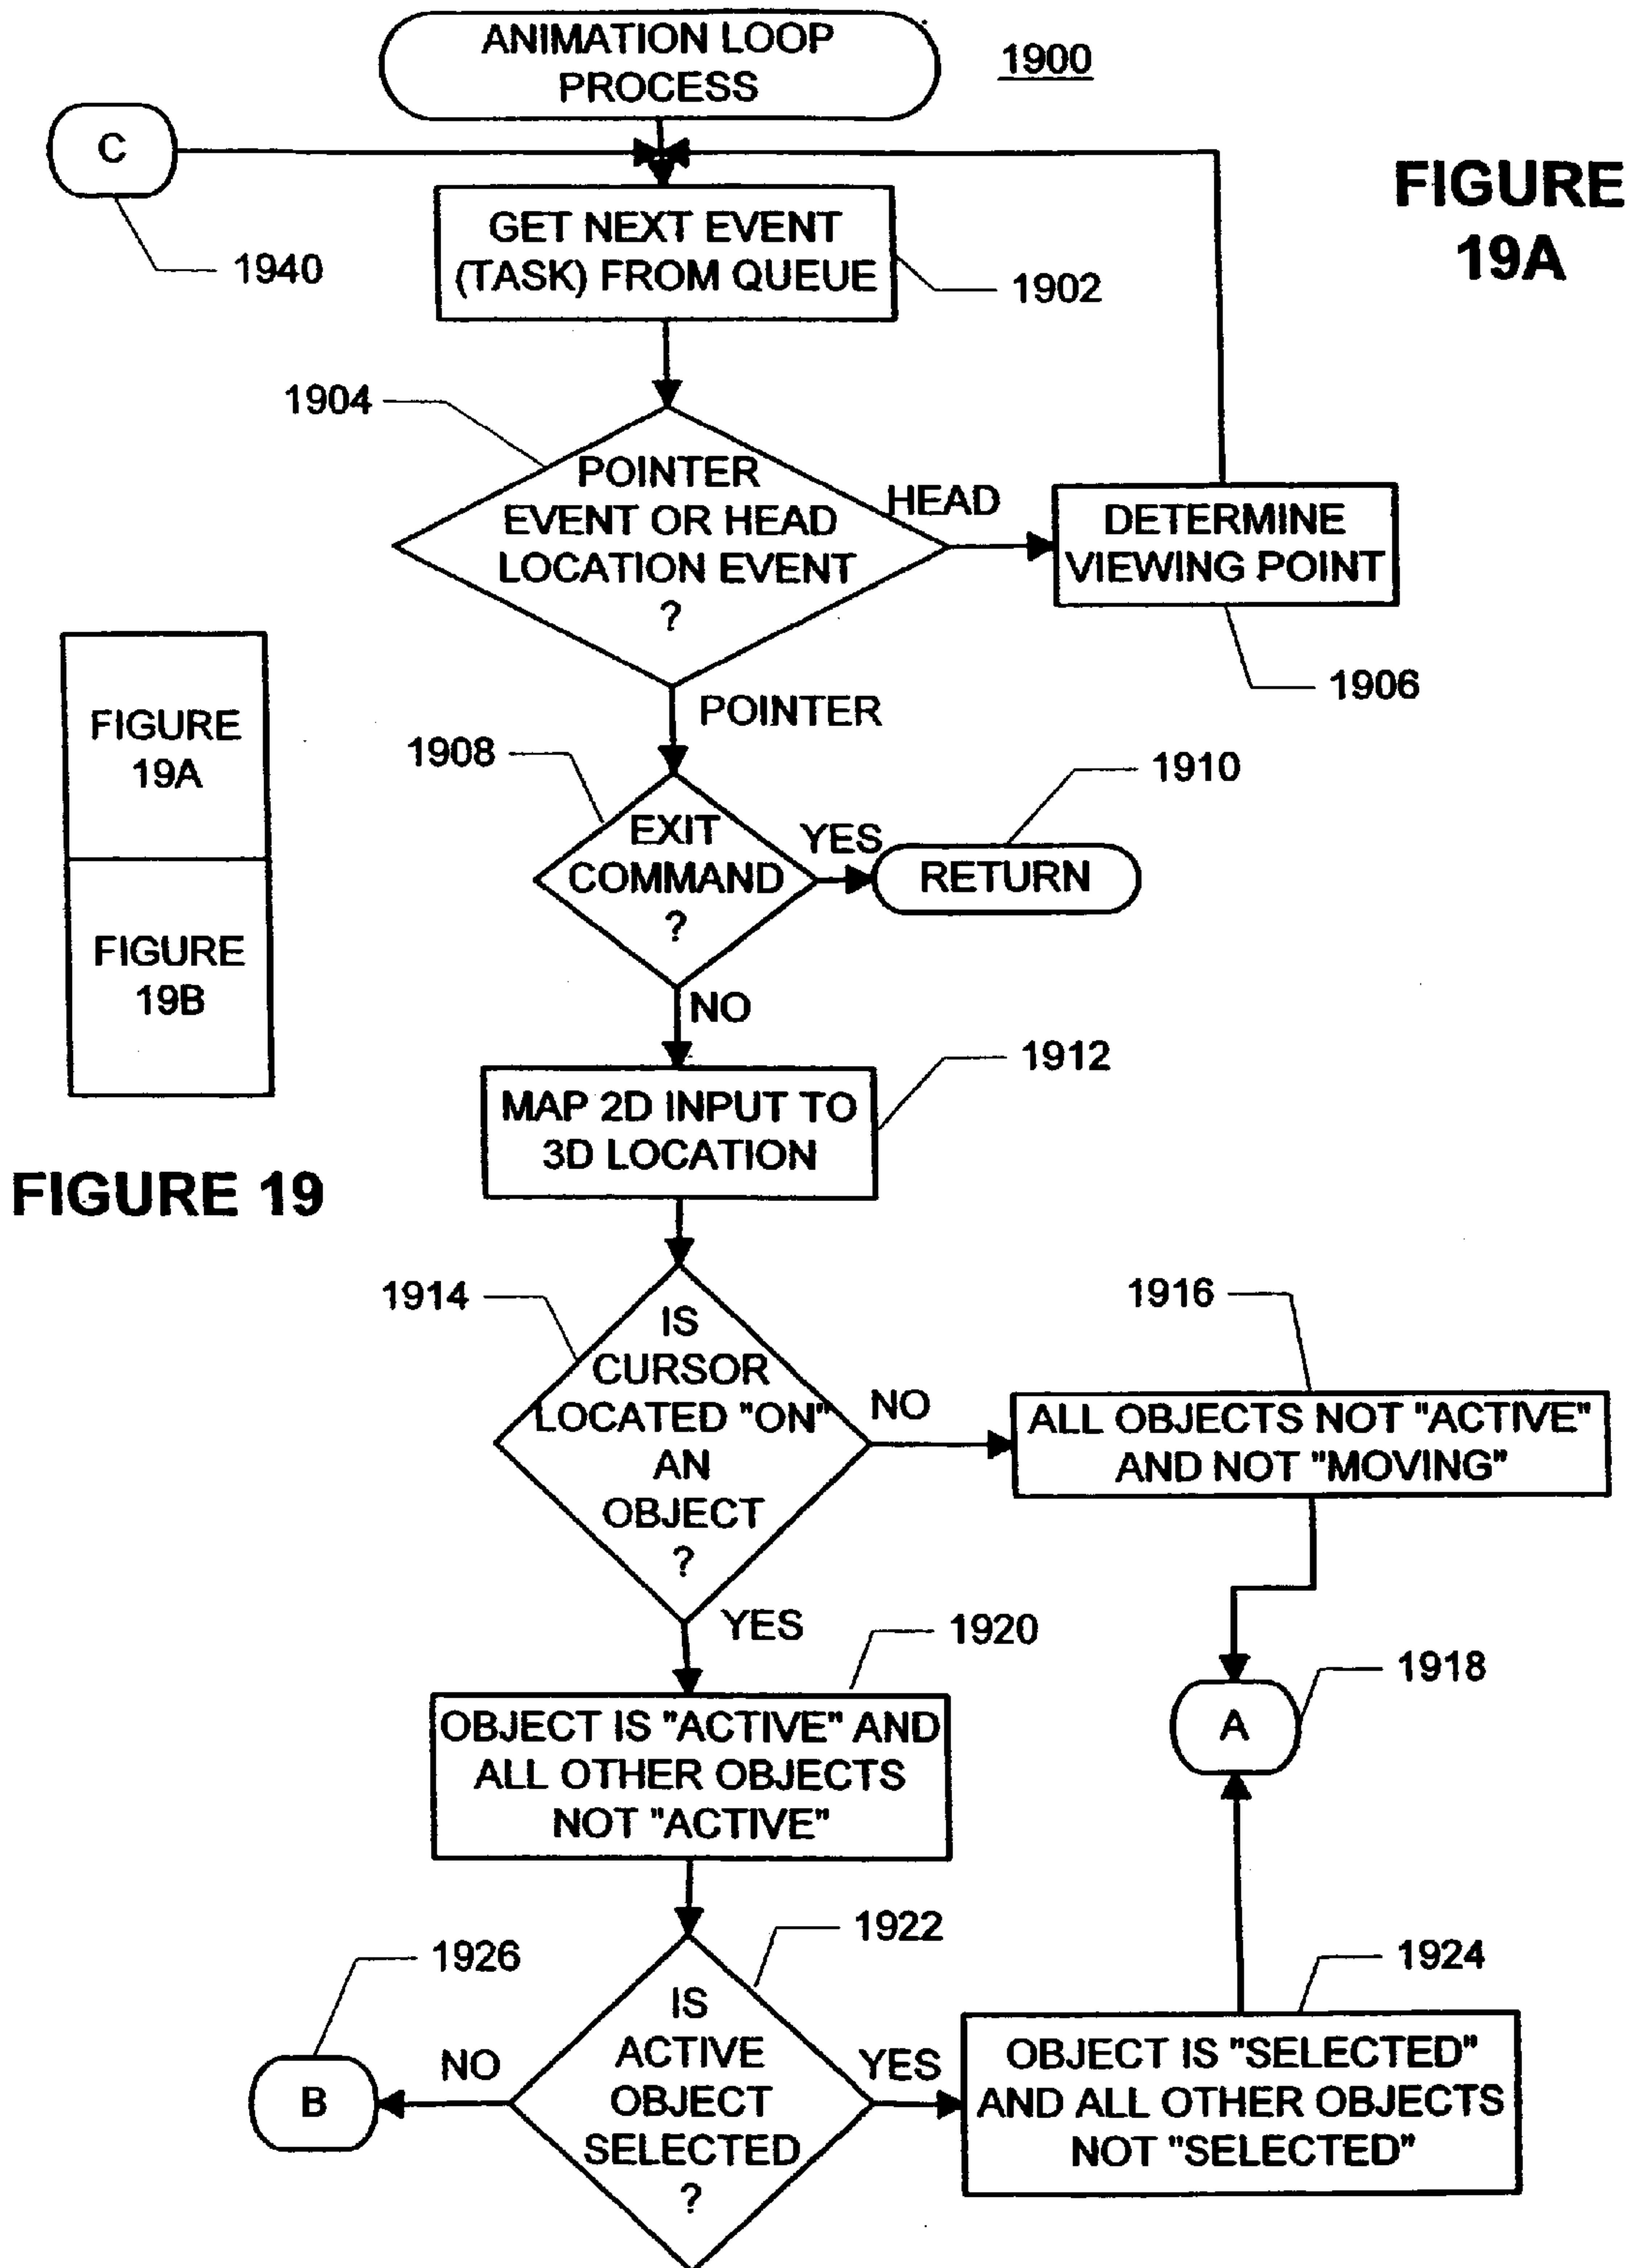 ANIMATION LOOP
PROCESS
1900
C
FIGURE
19A
GET NEXT EVENT
(TASK) FROM QUEUE
1940
1902
1904
POINTER
EVENT OR HEAD
LOCATION EVENT
?
HEAD
DETERMINE
VIEWING POINT
1906
POINTER
FIGURE
19A
FIGURE
19B
FIGURE 19
1908
EXIT
COMMAND
?
YES
1910
RETURN
NO
1912
MAP 2D INPUT TO
3D LOCATION
1914
IS
CURSOR
LOCATED "ON"
AN
OBJECT
?
NO
1916
ALL OBJECTS NOT "ACTIVE"
AND NOT "MOVING"
YES
1920
1918
A
OBJECT IS "ACTIVE" AND
ALL OTHER OBJECTS
NOT "ACTIVE"
1922
1926
IS
ACTIVE
OBJECT
SELECTED
?
NO
B
YES
1924
OBJECT IS "SELECTED"
AND ALL OTHER OBJECTS
NOT "SELECTED"